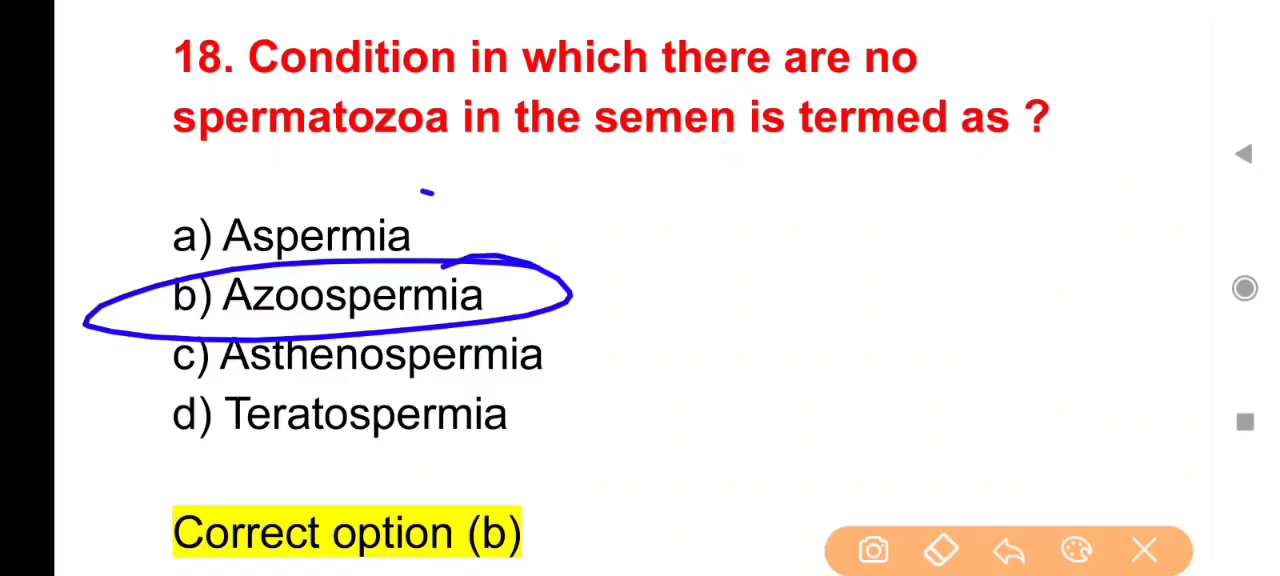 18. Condition in which there are no
spermatozoa in the semen is termed as ?
a) Aspermia
b) Azoospermia
c) Asthenospermia
d) Teratospermia
Correct option (b)